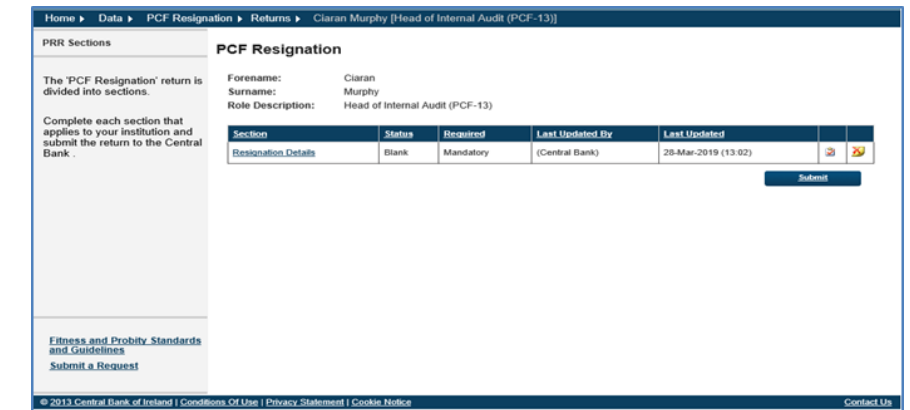 Home Data PCF Resignation Returns Ciaran Murphy [Head of Internal Audit (PCF-13)]
PRR Sections
The 'PCF Resignation' return is
divided into sections.
Complete each section that
applies to your institution and
submit the return to the Central
Bank .
PCF Resignation
Forename: Ciaran
Surname: Murphy
Role Description: Head of Internal Audit (PCF-13)
Section Status Required Last Updated By Last Updated
Resignation Details Blank Mandatory (Central Bank) 28-Mar-2019 (13:02)
Submit
Fitness and Probity Standards
and Guidelines
Submit a Request
© 2013 Central Bank of Ireland | Conditions Of Use | Privacy Statement | Cookie Notice Contact Us